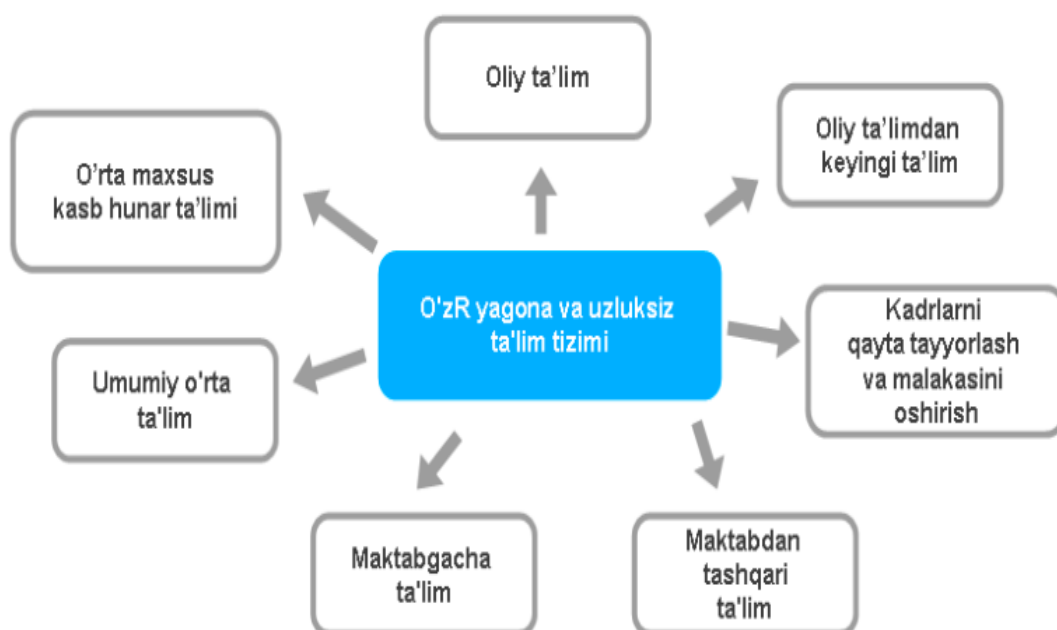 Oliy ta’lim
Oliy ta’limdan
keyingi ta’lim
O’rta maxsus
kasb hunar ta’limi
O'zR yagona va uzluksiz
ta'lim tizimi
Kadrlarni
qayta tayyorlash
va malakasini
oshirish
Umumiy o'rta
ta'lim
Maktabgacha
ta'lim
Maktabdan
tashqari
ta'lim